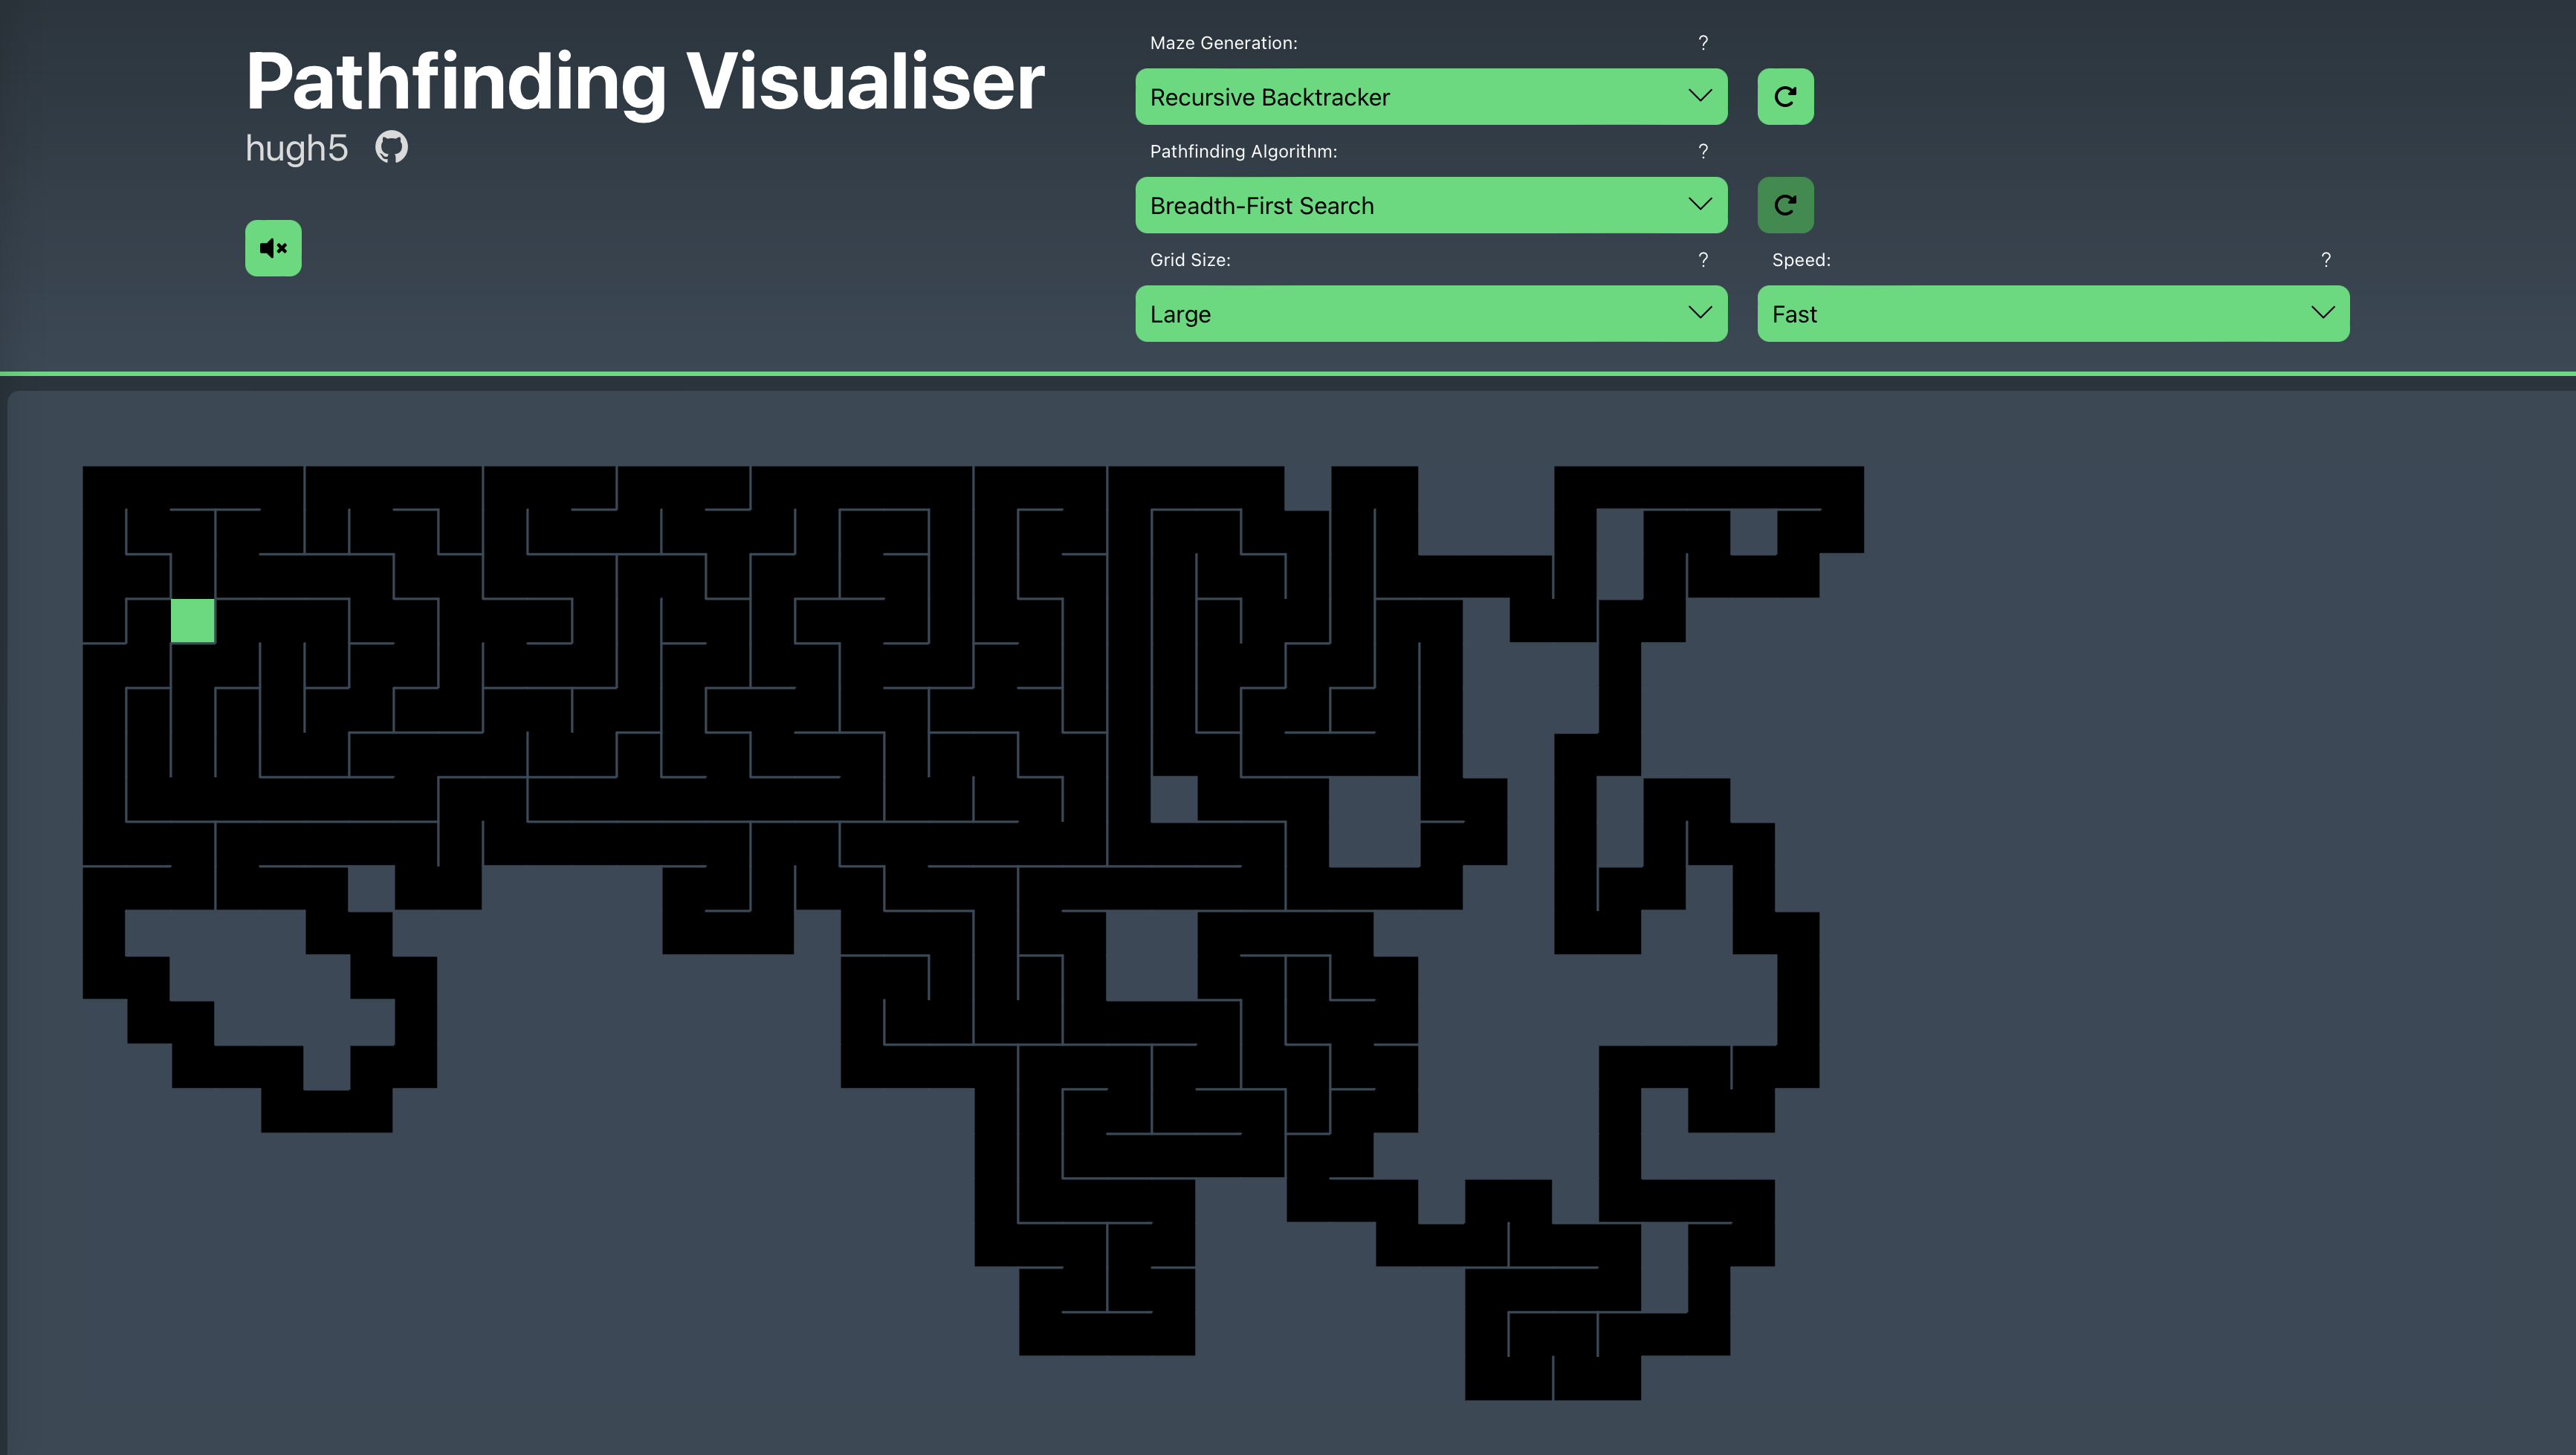 Pathfinding Visualiser
hugh5
Maze Generation: ?
Recursive Backtracker
Pathfinding Algorithm: ?
Breadth-First Search
Grid Size: ?
Large
Speed: ?
Fast